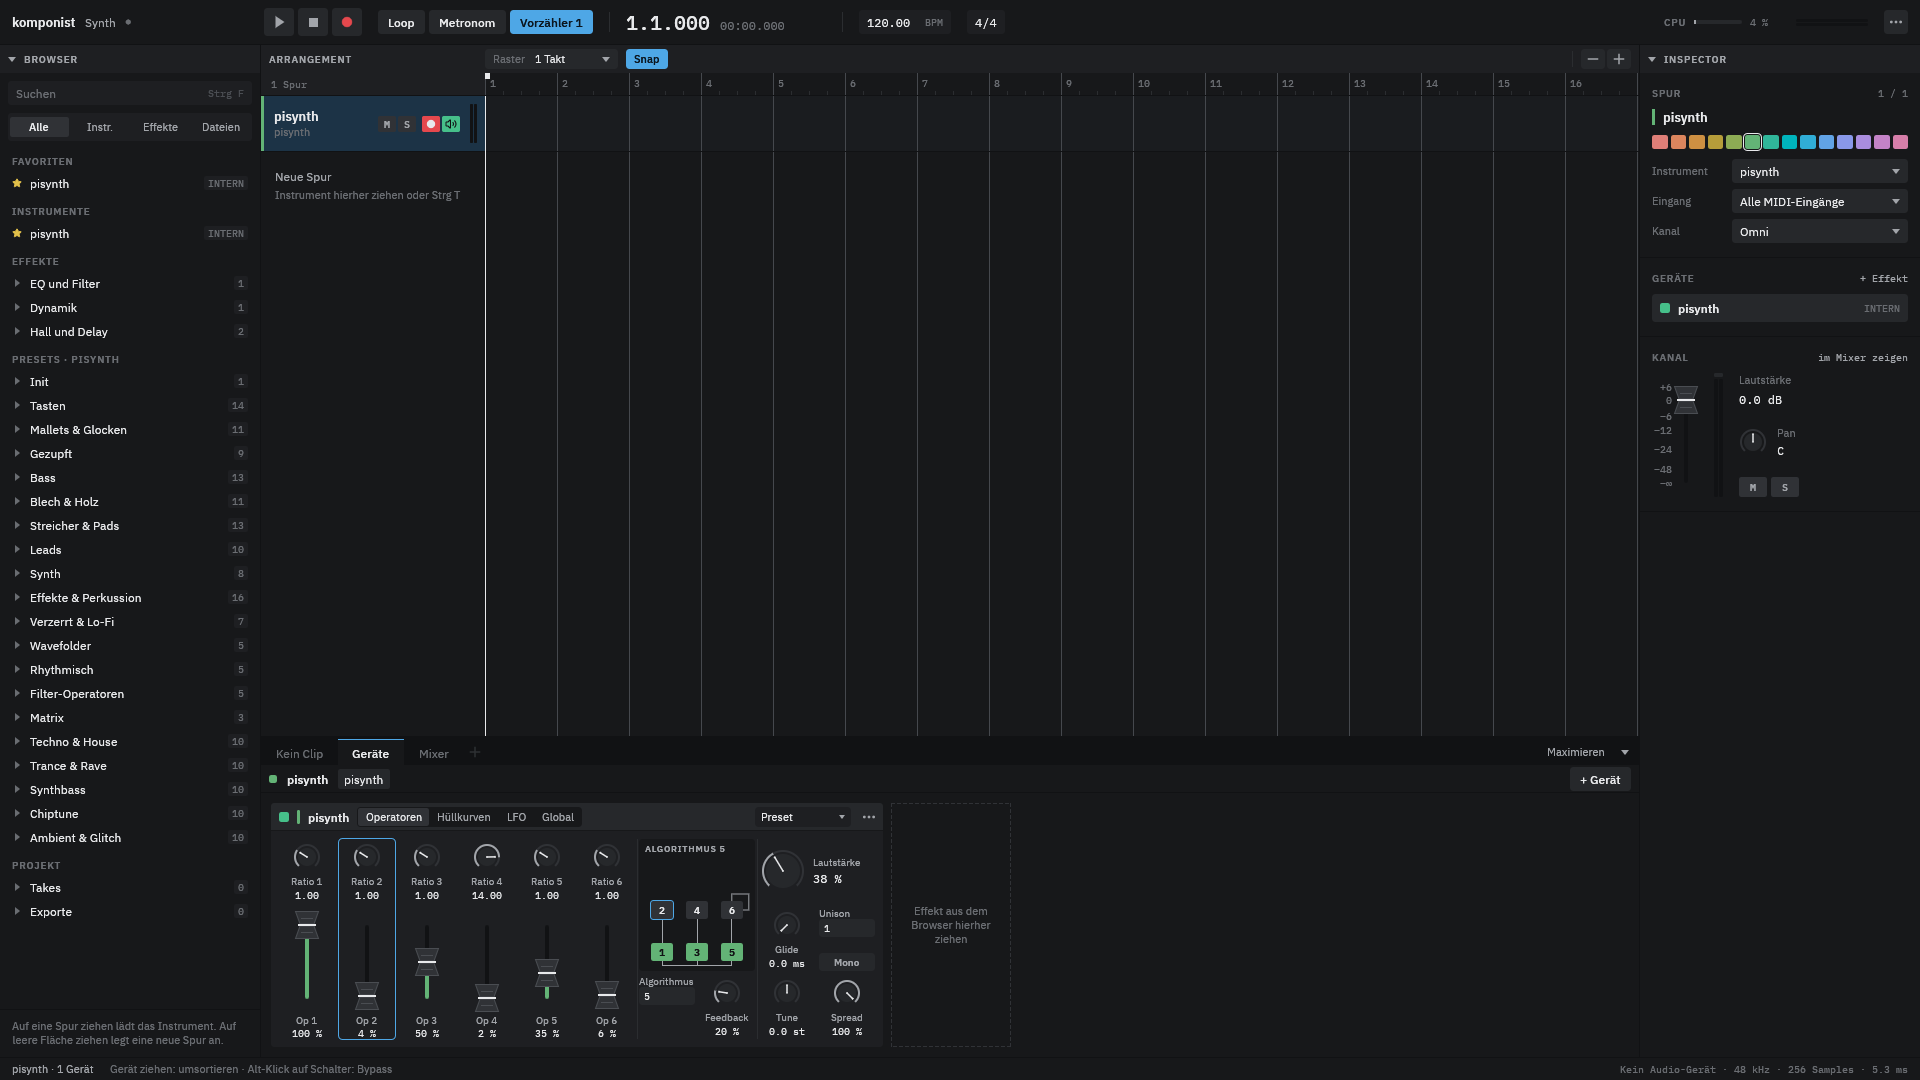 komponist Synth
Loop
Metronom
Vorzähler 1
1.1.000 00:00.000
120.00 BPM
4/4
CPU 4 %
BROWSER
Suchen Strg F
Alle Instr. Effekte Dateien
FAVORITEN
pisynth INTERN
INSTRUMENTE
pisynth INTERN
EFFEKTE
EQ und Filter 1
Dynamik 1
Hall und Delay 2
PRESETS · PISYNTH
Init 1
Tasten 14
Mallets & Glocken 11
Gezupft 9
Bass 13
Blech & Holz 11
Streicher & Pads 13
Leads 10
Synth 8
Effekte & Perkussion 16
Verzerrt & Lo-Fi 7
Wavefolder 5
Rhythmisch 5
Filter-Operatoren 5
Matrix 3
Techno & House 10
Trance & Rave 10
Synthbass 10
Chiptune 10
Ambient & Glitch 10
PROJEKT
Takes 0
Exporte 0
Auf eine Spur ziehen lädt das Instrument. Auf
leere Fläche ziehen legt eine neue Spur an.
ARRANGEMENT
Raster 1 Takt
Snap
1 Spur
1 2 3 4 5 6 7 8 9 10 11 12 13 14 15 16
pisynth
pisynth
M S
Neue Spur
Instrument hierher ziehen oder Strg T
Kein Clip
Geräte
Mixer
Maximieren
pisynth pisynth
+ Gerät
pisynth
Operatoren Hüllkurven LFO Global
Preset
Ratio 1 Ratio 2 Ratio 3 Ratio 4 Ratio 5 Ratio 6
1.00 1.00 1.00 14.00 1.00 1.00
Op 1 Op 2 Op 3 Op 4 Op 5 Op 6
100 % 4 % 50 % 2 % 35 % 6 %
ALGORITHMUS 5
2 4 6
1 3 5
Algorithmus
5
Feedback
20 %
Lautstärke
38 %
Glide
0.0 ms
Unison
1
Mono
Tune
0.0 st
Spread
100 %
Effekt aus dem
Browser hierher
ziehen
INSPECTOR
SPUR 1 / 1
pisynth
Instrument pisynth
Eingang Alle MIDI-Eingänge
Kanal Omni
GERÄTE + Effekt
pisynth INTERN
KANAL im Mixer zeigen
+6
0
−6
−12
−24
−48
−∞
Lautstärke
0.0 dB
Pan
C
M S
pisynth · 1 Gerät
Gerät ziehen: umsortieren · Alt-Klick auf Schalter: Bypass
Kein Audio-Gerät · 48 kHz · 256 Samples · 5.3 ms